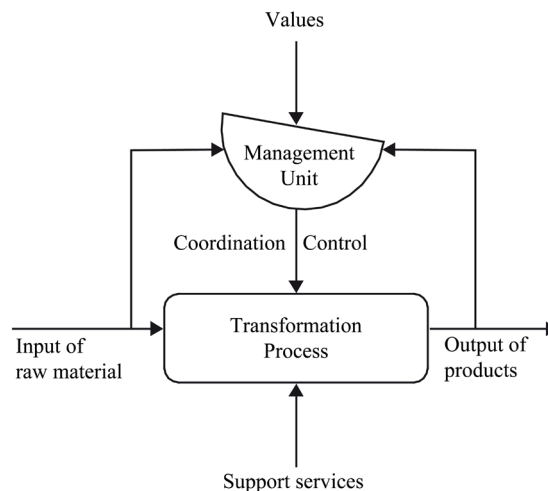 Values
Management
Unit
Coordination Control
Transformation
Process
Input of
raw material
Output of
products
Support services